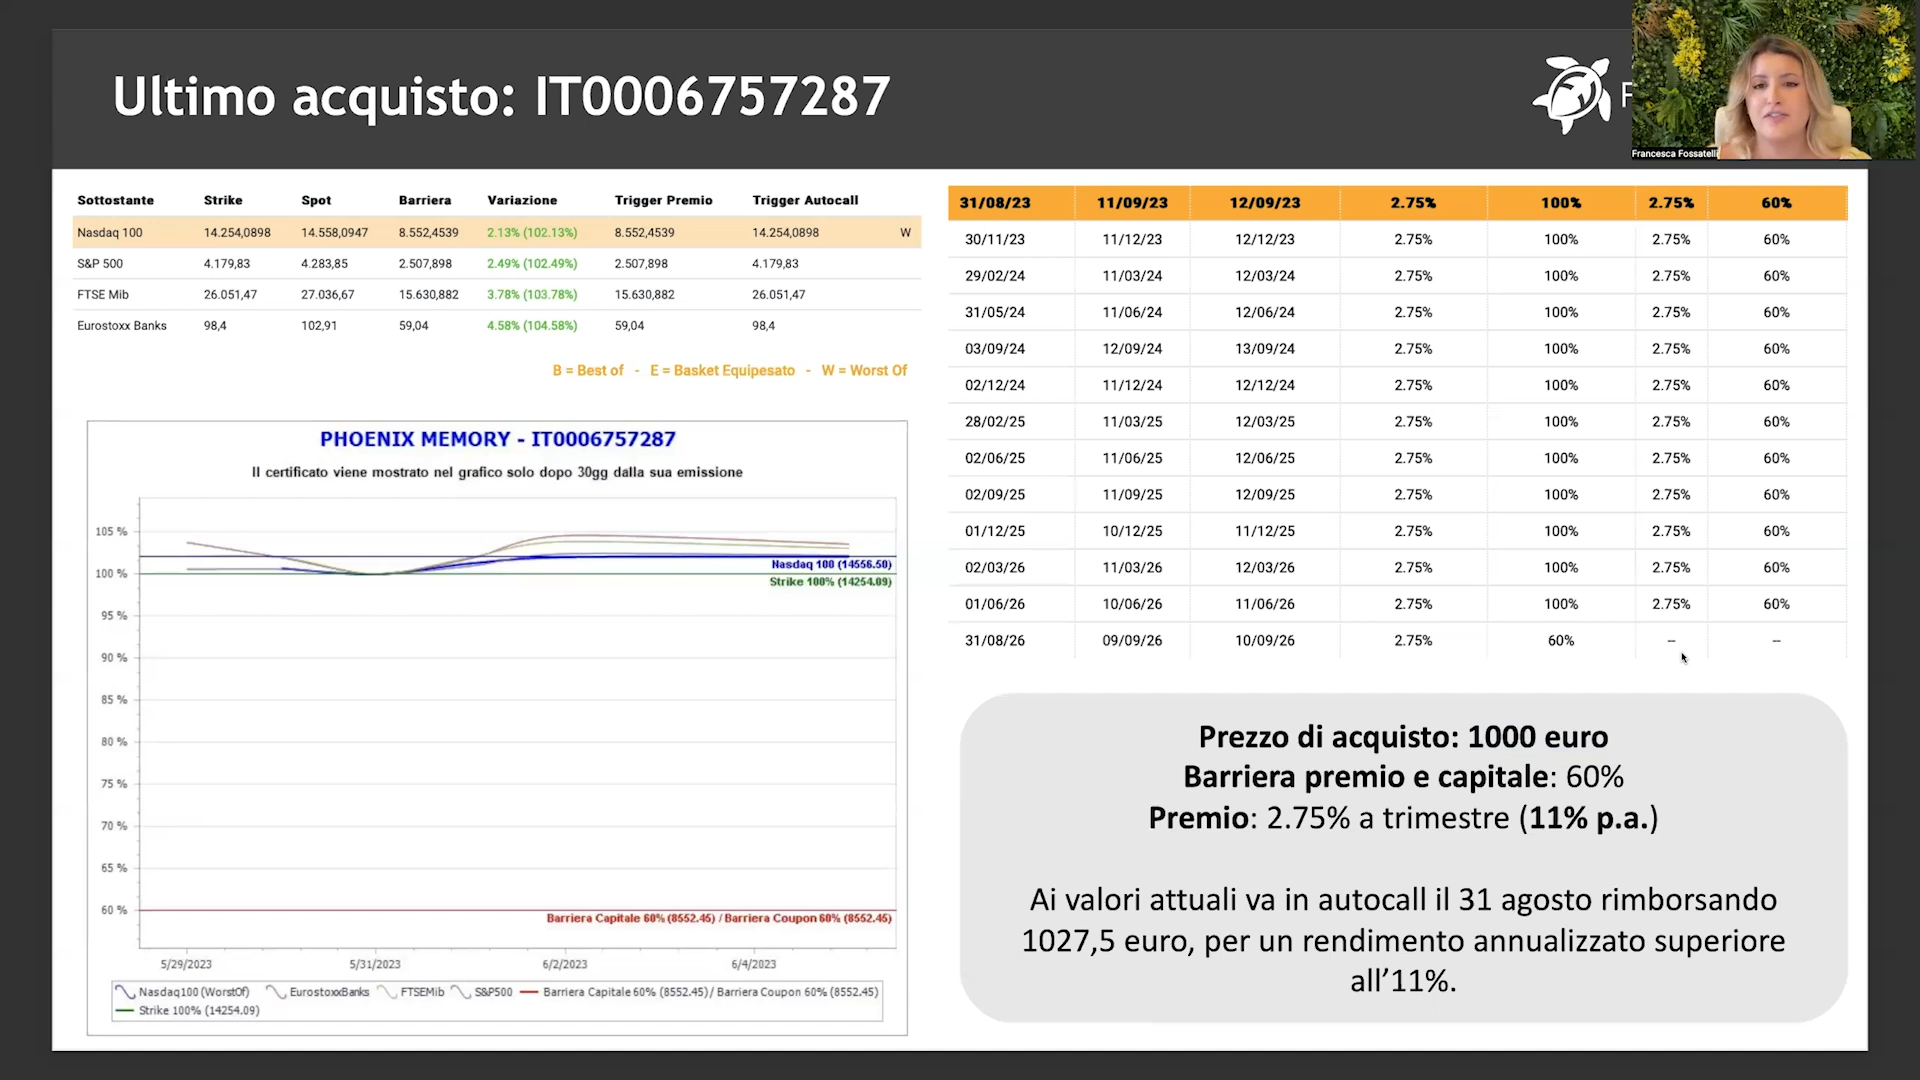 Ultimo acquisto: IT0006757287
F
Francesca Fossatelli
Sottostante Strike Spot Barriera Variazione Trigger Premio Trigger Autocall
Nasdaq 100 14.254,0898 14.558,0947 8.552,4539 2.13% (102.13%) 8.552,4539 14.254,0898 W
S&P 500 4.179,83 4.283,85 2.507,898 2.49% (102.49%) 2.507,898 4.179,83
FTSE Mib 26.051,47 27.036,67 15.630,882 3.78% (103.78%) 15.630,882 26.051,47
Eurostoxx Banks 98,4 102,91 59,04 4.58% (104.58%) 59,04 98,4
B = Best of - E = Basket Equipesato - W = Worst Of
PHOENIX MEMORY - IT0006757287
Il certificato viene mostrato nel grafico solo dopo 30gg dalla sua emissione
105 %
100 %
95 %
90 %
85 %
80 %
75 %
70 %
65 %
60 %
Nasdaq 100 (14556.50)
Strike 100% (14254.09)
Barriera Capitale 60% (8552.45) / Barriera Coupon 60% (8552.45)
5/29/2023 5/31/2023 6/2/2023 6/4/2023
Nasdaq100 (WorstOf) EurostoxxBanks FTSEMib S&P500 Barriera Capitale 60% (8552.45) / Barriera Coupon 60% (8552.45)
Strike 100% (14254.09)
31/08/23 11/09/23 12/09/23 2.75% 100% 2.75% 60%
30/11/23 11/12/23 12/12/23 2.75% 100% 2.75% 60%
29/02/24 11/03/24 12/03/24 2.75% 100% 2.75% 60%
31/05/24 11/06/24 12/06/24 2.75% 100% 2.75% 60%
03/09/24 12/09/24 13/09/24 2.75% 100% 2.75% 60%
02/12/24 11/12/24 12/12/24 2.75% 100% 2.75% 60%
28/02/25 11/03/25 12/03/25 2.75% 100% 2.75% 60%
02/06/25 11/06/25 12/06/25 2.75% 100% 2.75% 60%
02/09/25 11/09/25 12/09/25 2.75% 100% 2.75% 60%
01/12/25 10/12/25 11/12/25 2.75% 100% 2.75% 60%
02/03/26 11/03/26 12/03/26 2.75% 100% 2.75% 60%
01/06/26 10/06/26 11/06/26 2.75% 100% 2.75% 60%
31/08/26 09/09/26 10/09/26 2.75% 60% -- --
Prezzo di acquisto: 1000 euro
Barriera premio e capitale: 60%
Premio: 2.75% a trimestre (11% p.a.)
Ai valori attuali va in autocall il 31 agosto rimborsando
1027,5 euro, per un rendimento annualizzato superiore
all’11%.